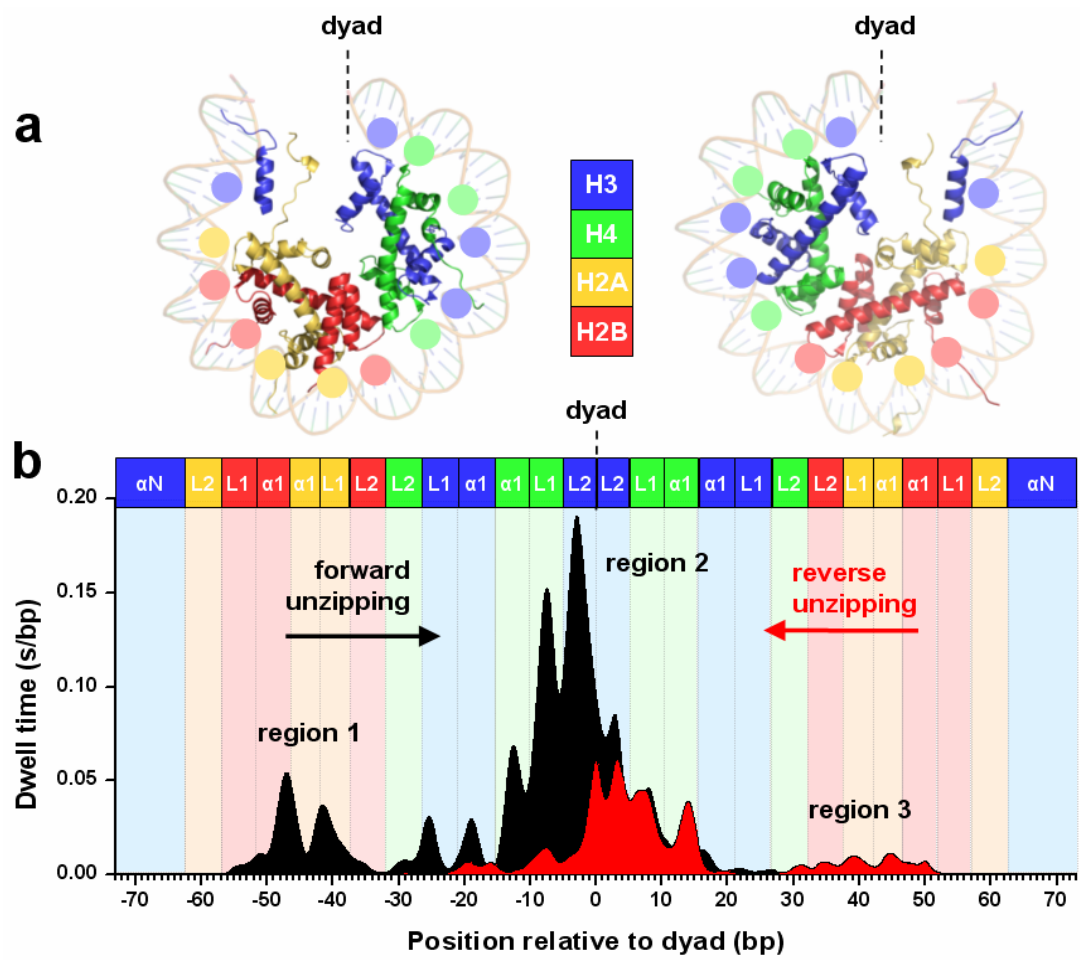 dyad
dyad
a
H3
H4
H2A
H2B
dyad
b
αN L2 L1 α1 α1 L1 L2 L2 L1 α1 α1 L1 L2 L2 L1 α1 α1 L1 L2 L2 L1 α1 α1 L1 L2 αN
0.20
0.15
0.10
0.05
0.00
Dwell time (s/bp)
forward
unzipping
region 2
reverse
unzipping
region 1
region 3
-70 -60 -50 -40 -30 -20 -10 0 10 20 30 40 50 60 70
Position relative to dyad (bp)